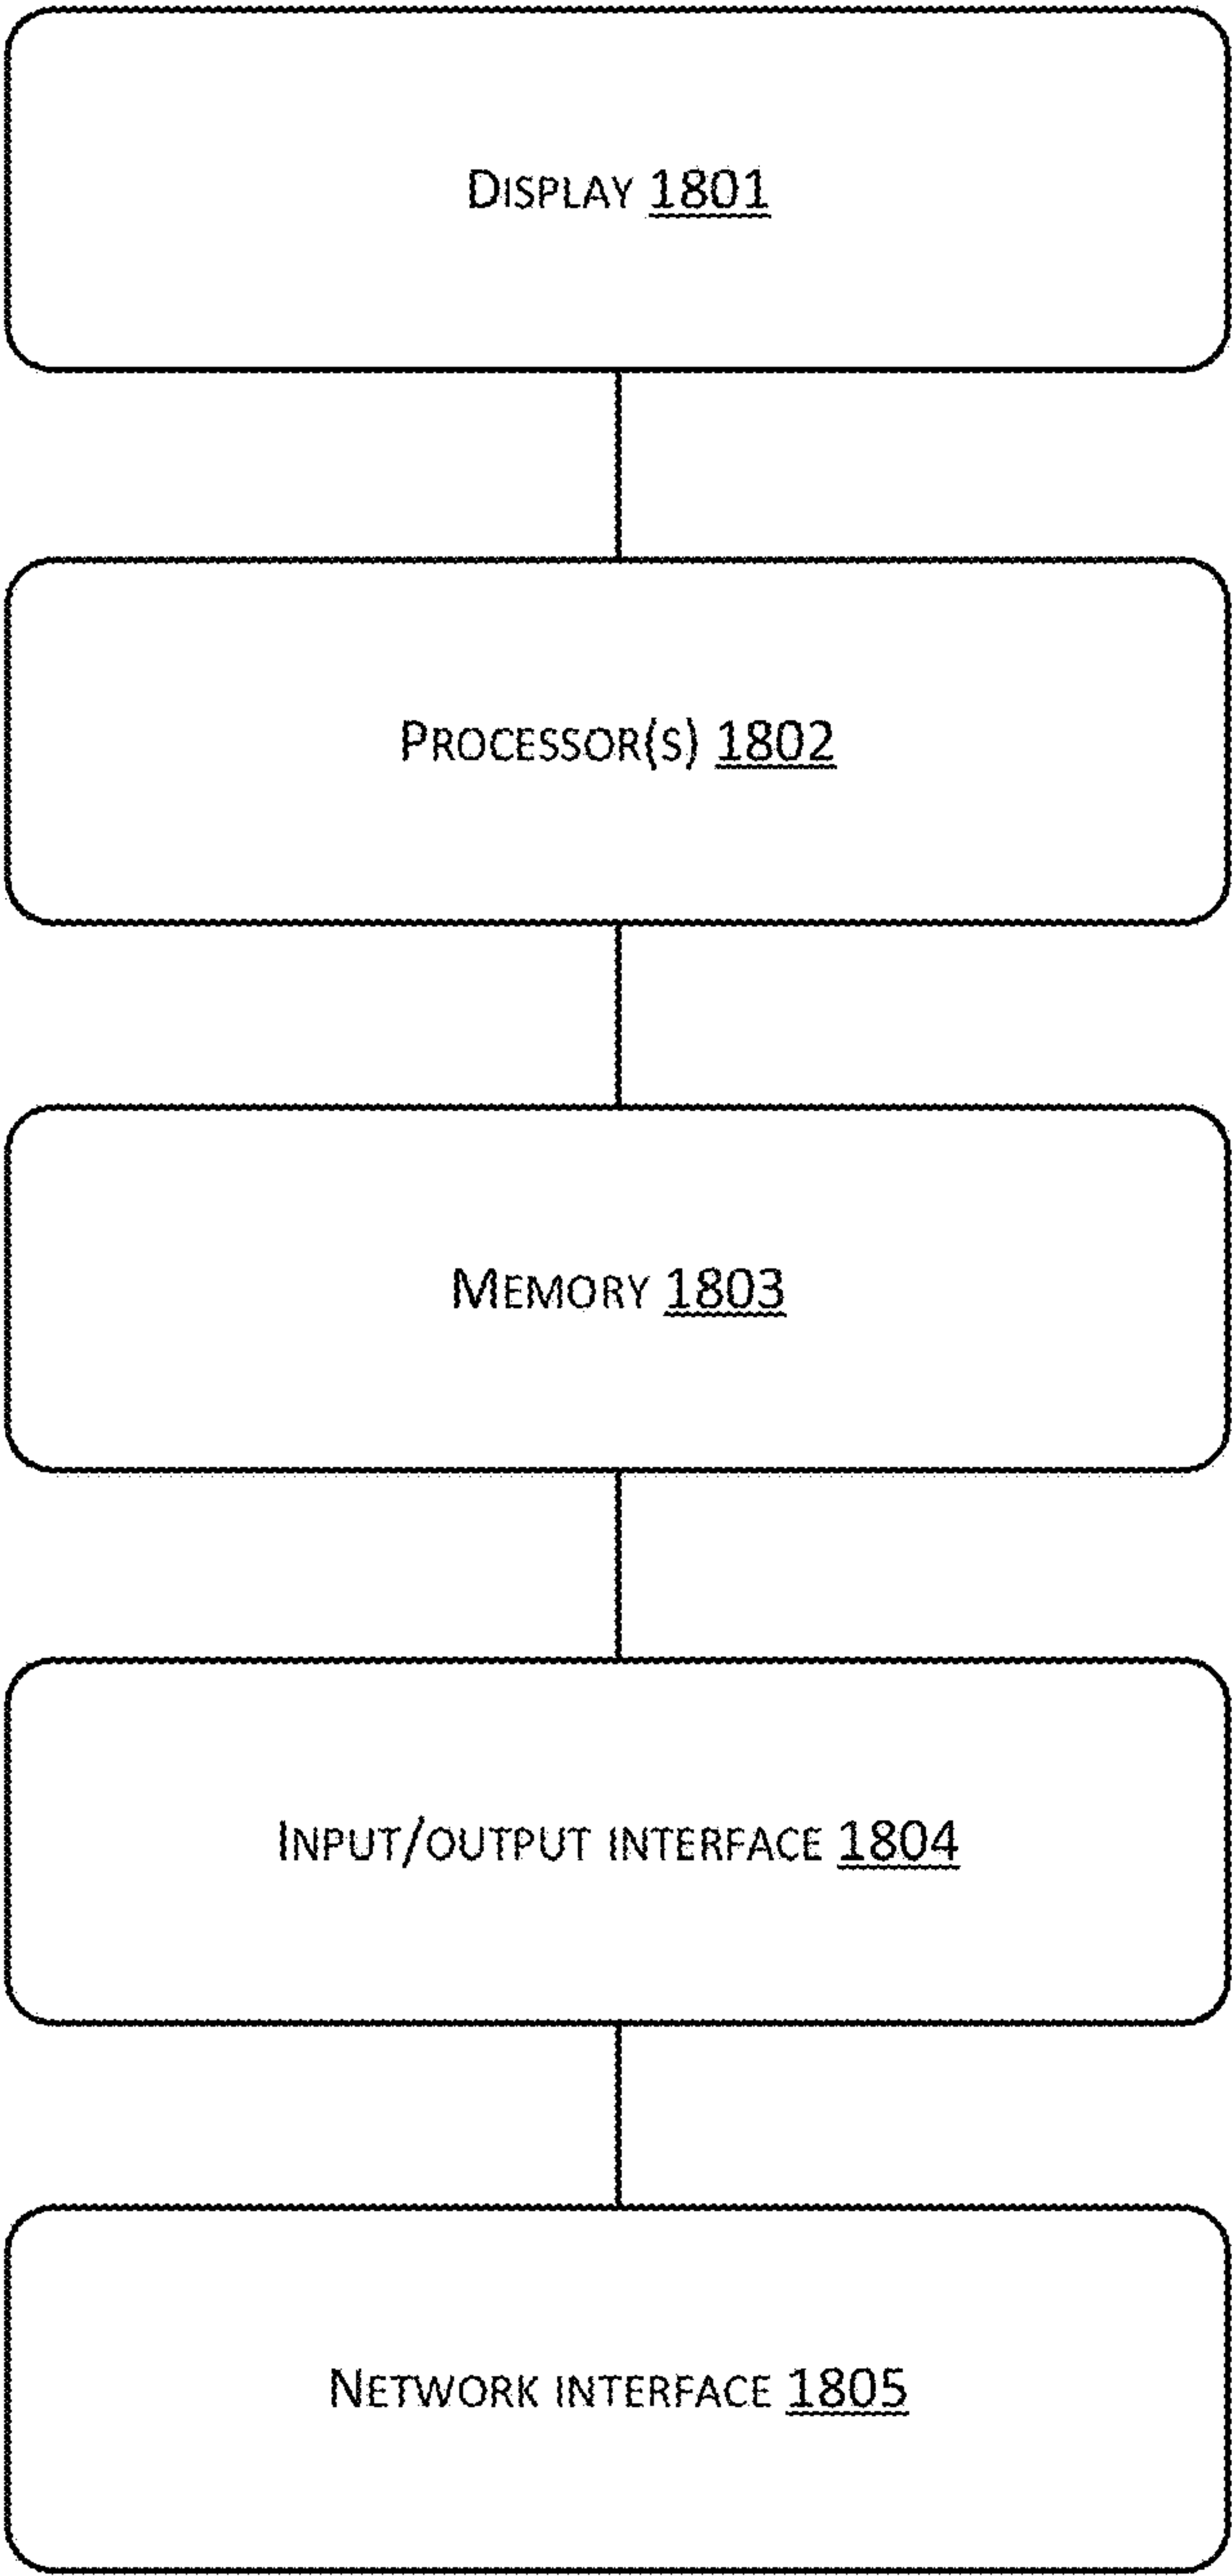 DISPLAY 1801
PROCESSOR(S) 1802
MEMORY 1803
INPUT/OUTPUT INTERFACE 1804
NETWORK INTERFACE 1805